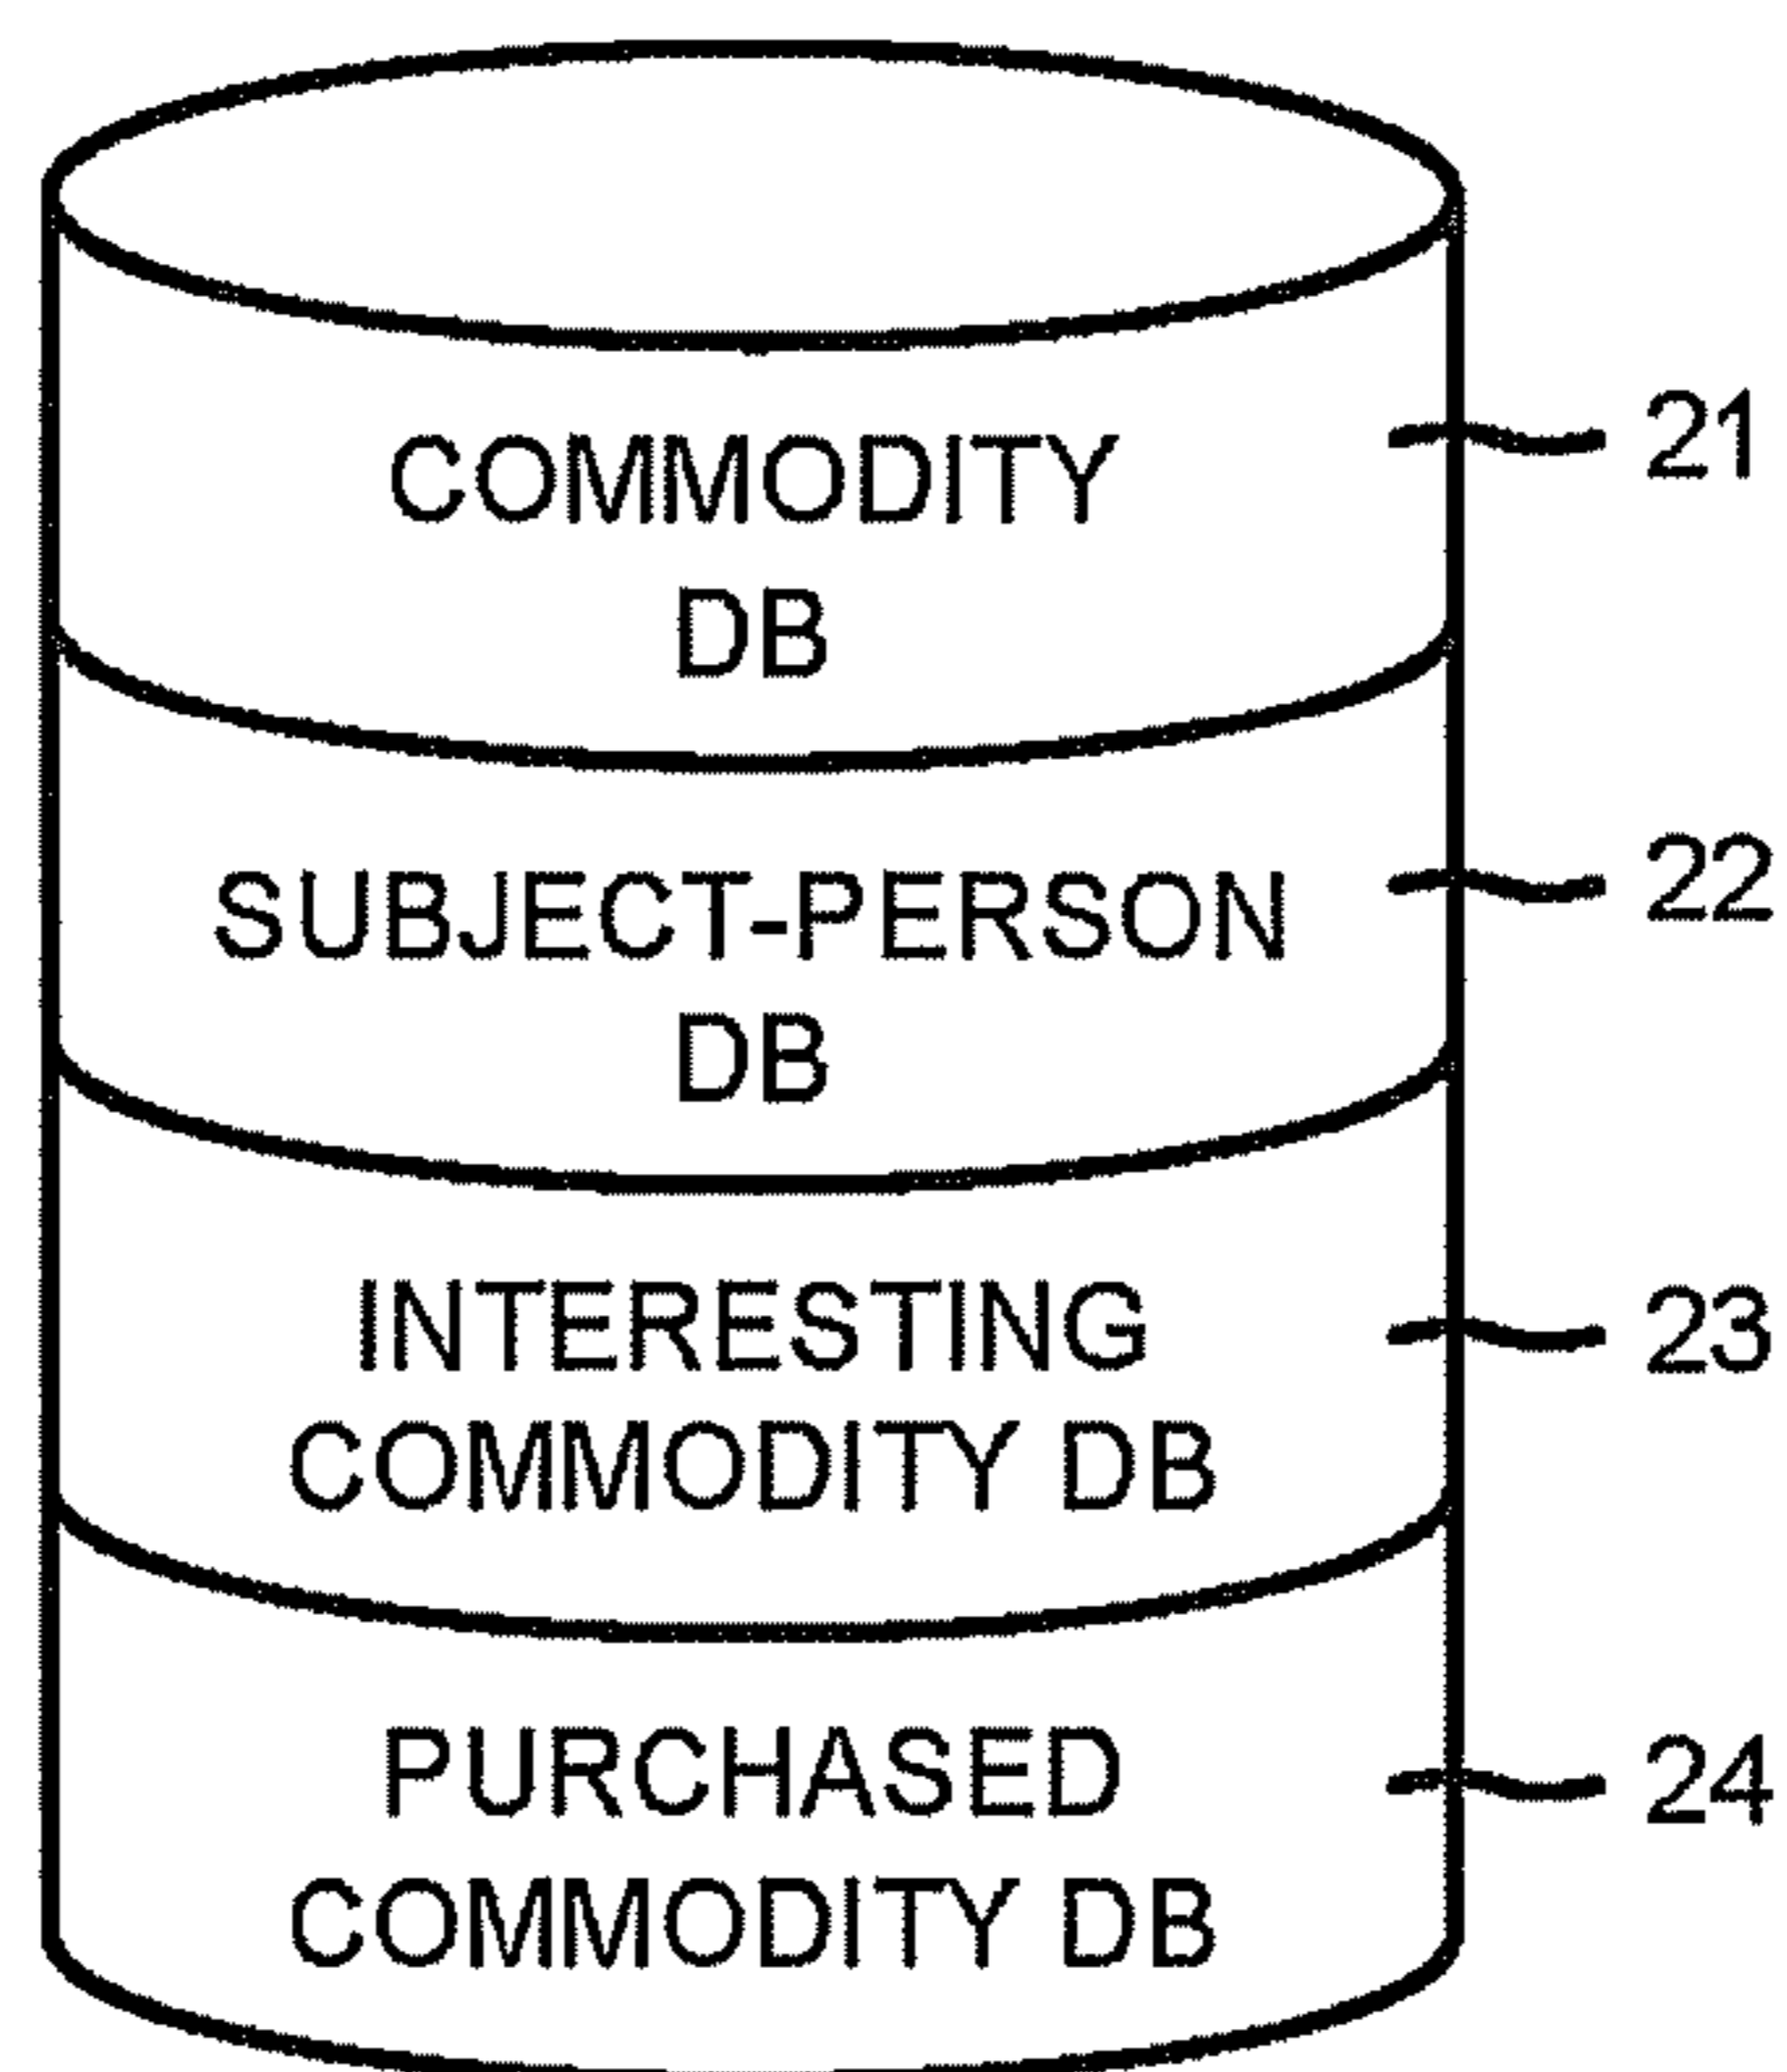 COMMODITY
DB
21
SUBJECT-PERSON
DB
22
INTERESTING
COMMODITY DB
23
PURCHASED
COMMODITY DB
24